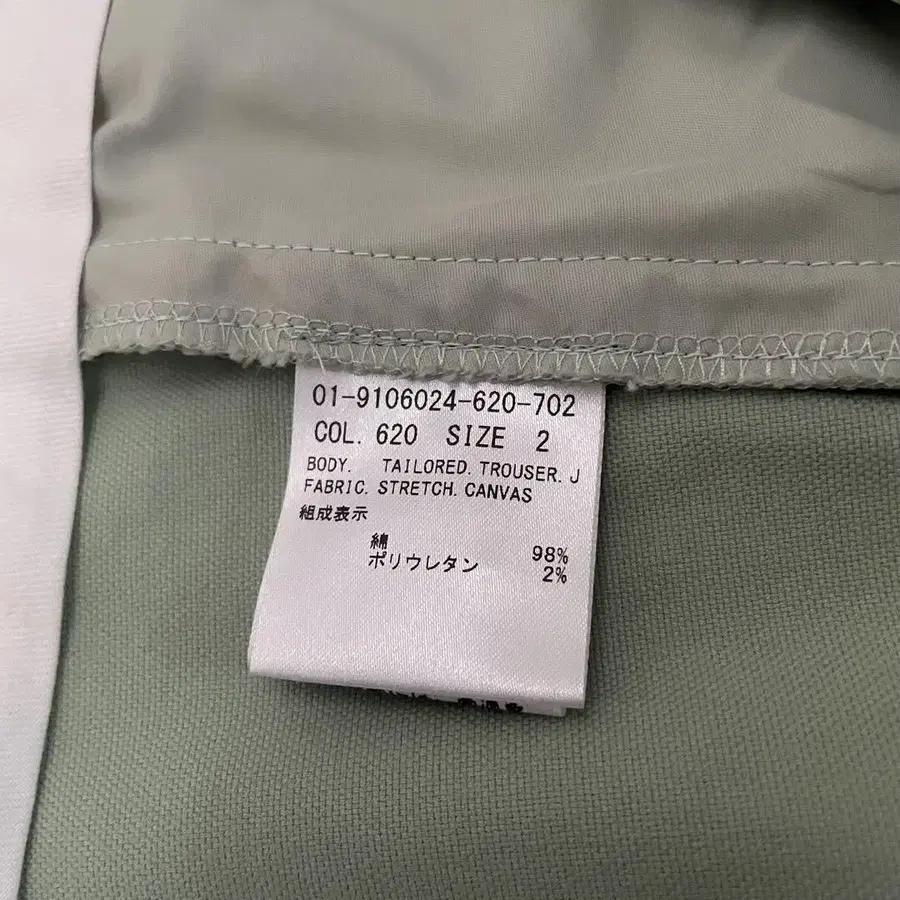 01-9106024-620-702
COL. 620 SIZE 2
BODY. TAILORED. TROUSER. J
FABRIC. STRETCH. CANVAS
組成表示
綿 98%
ポリウレタン 2%